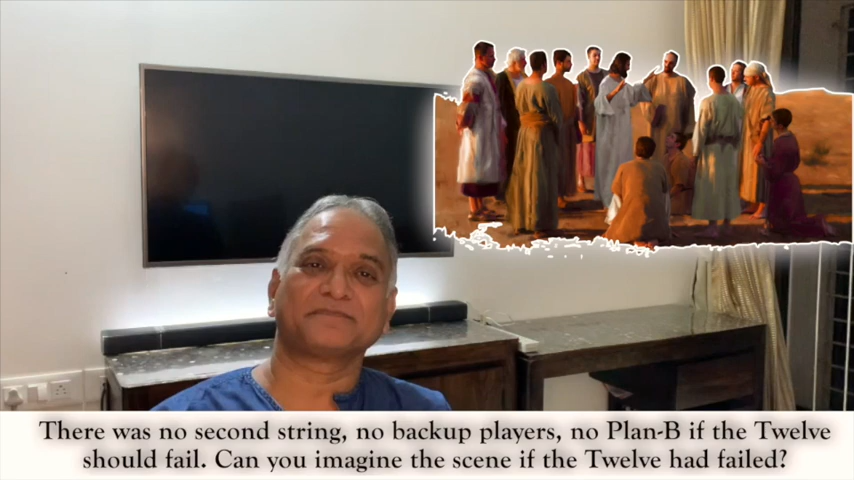 There was no second string, no backup players, no Plan-B if the Twelve
should fail. Can you imagine the scene if the Twelve had failed?